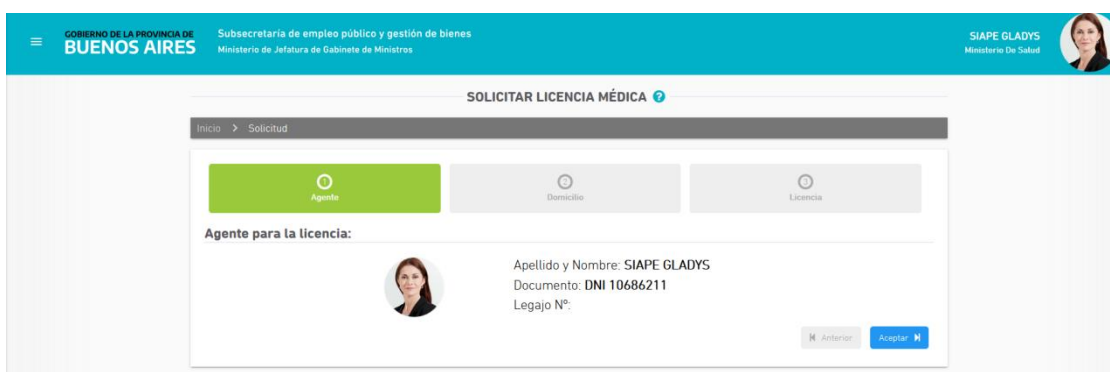 GOBIERNO DE LA PROVINCIA DE
BUENOS AIRES
Subsecretaría de empleo público y gestión de bienes
Ministerio de Jefatura de Gabinete de Ministros
SIAPE GLADYS
Ministerio De Salud
SOLICITAR LICENCIA MÉDICA ?
Inicio > Solicitud
1
Agente
2
Domicilio
3
Licencia
Agente para la licencia:
Apellido y Nombre: SIAPE GLADYS
Documento: DNI 10686211
Legajo Nº:
Anterior
Aceptar